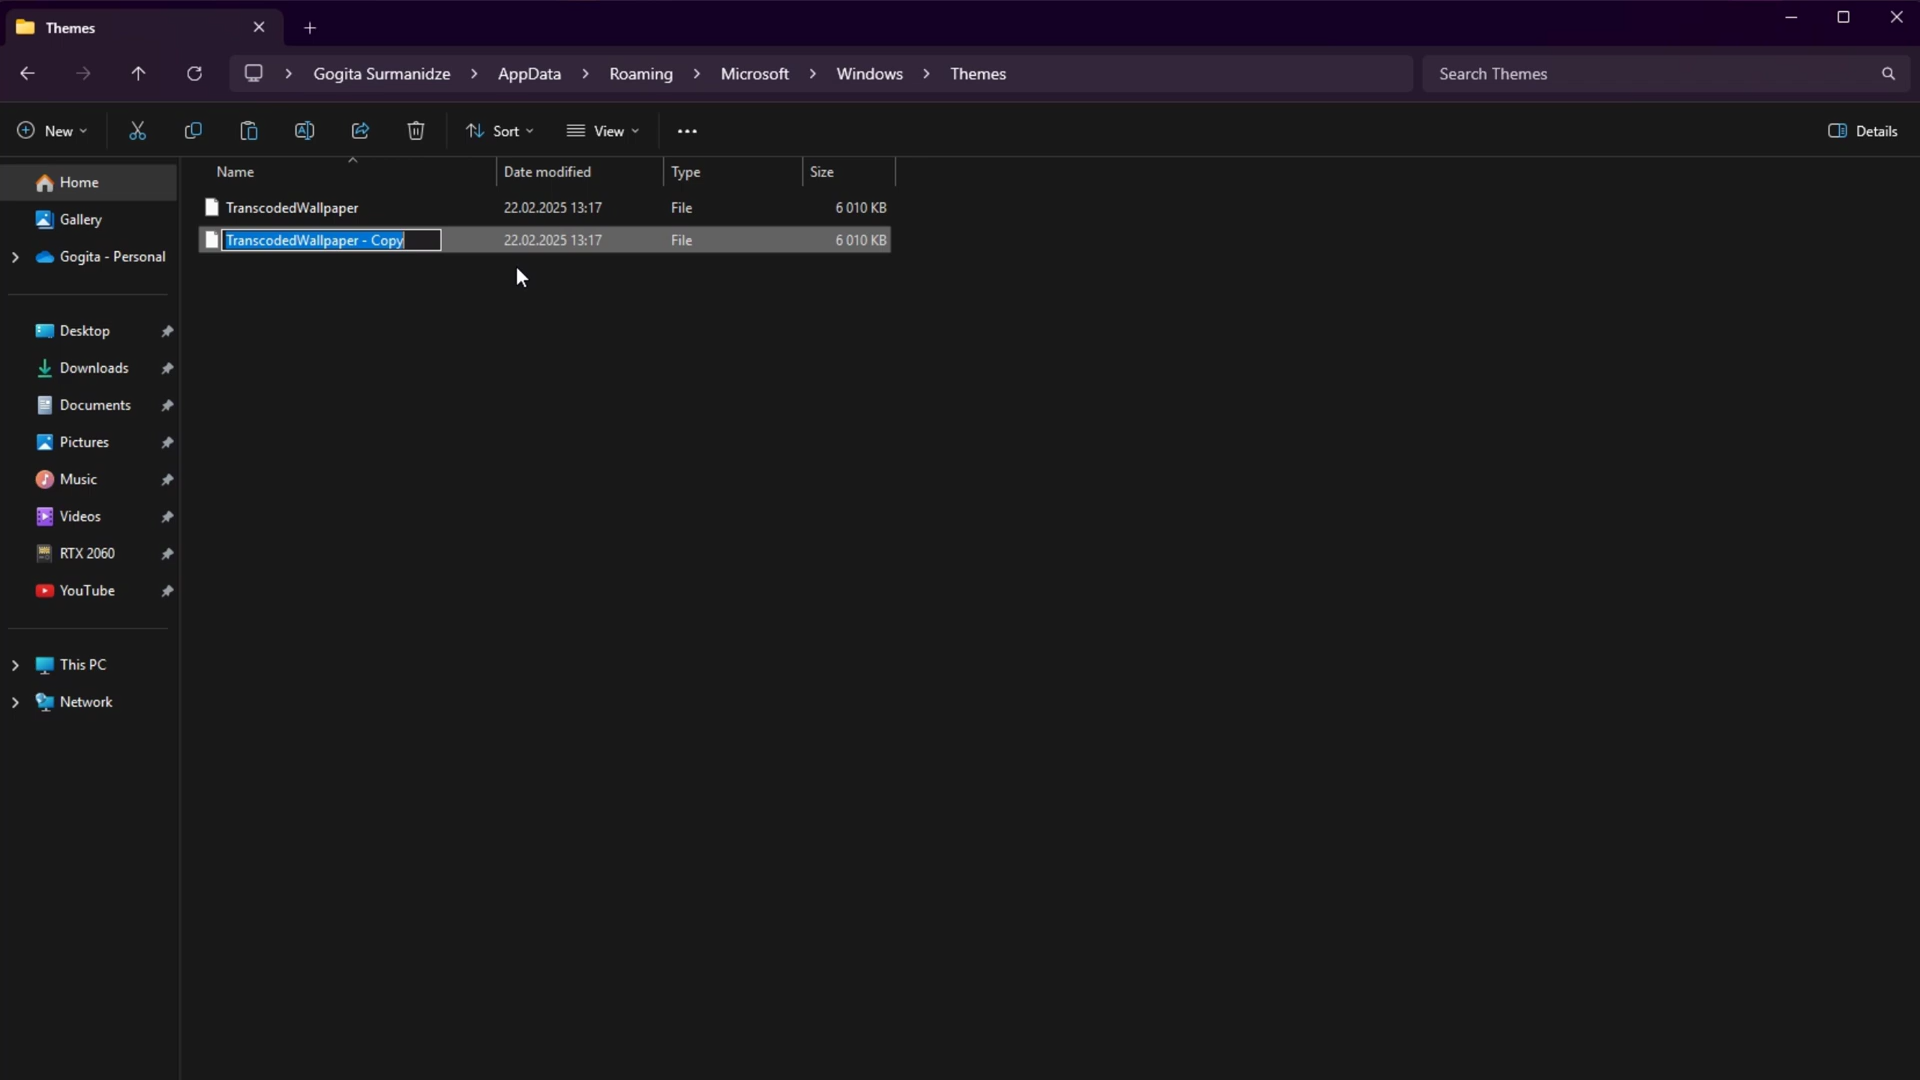 Themes
Gogita Surmanidze > AppData > Roaming > Microsoft > Windows > Themes
Search Themes
New
Sort
View
Details
Name
Date modified
Type
Size
Home
Gallery
Gogita - Personal
TranscodedWallpaper 22.02.2025 13:17 File 6 010 KB
TranscodedWallpaper - Copy 22.02.2025 13:17 File 6 010 KB
Desktop
Downloads
Documents
Pictures
Music
Videos
RTX 2060
YouTube
This PC
Network